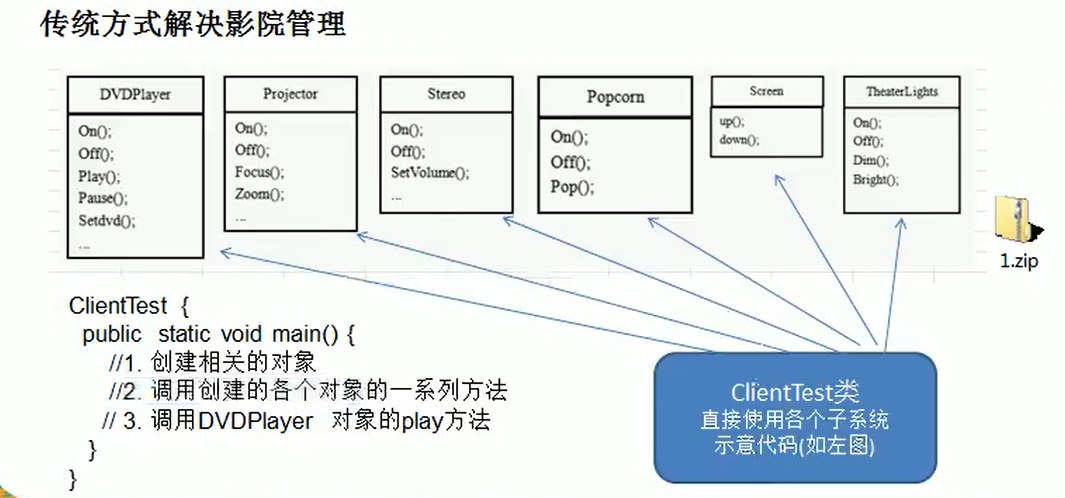 传统方式解决影院管理
DVDPlayer
On();
Off();
Play();
Pause();
Setdvd();
...
Projector
On();
Off();
Focus();
Zoom();
...
Stereo
On();
Off();
SetVolume();
...
Popcorn
On();
Off();
Pop();
Screen
up();
down();
TheaterLights
On();
Off();
Dim();
Bright();
1.zip
ClientTest {
public static void main() {
//1. 创建相关的对象
//2. 调用创建的各个对象的一系列方法
// 3. 调用DVDPlayer 对象的play方法
}
}
ClientTest类
直接使用各个子系统
示意代码(如左图)